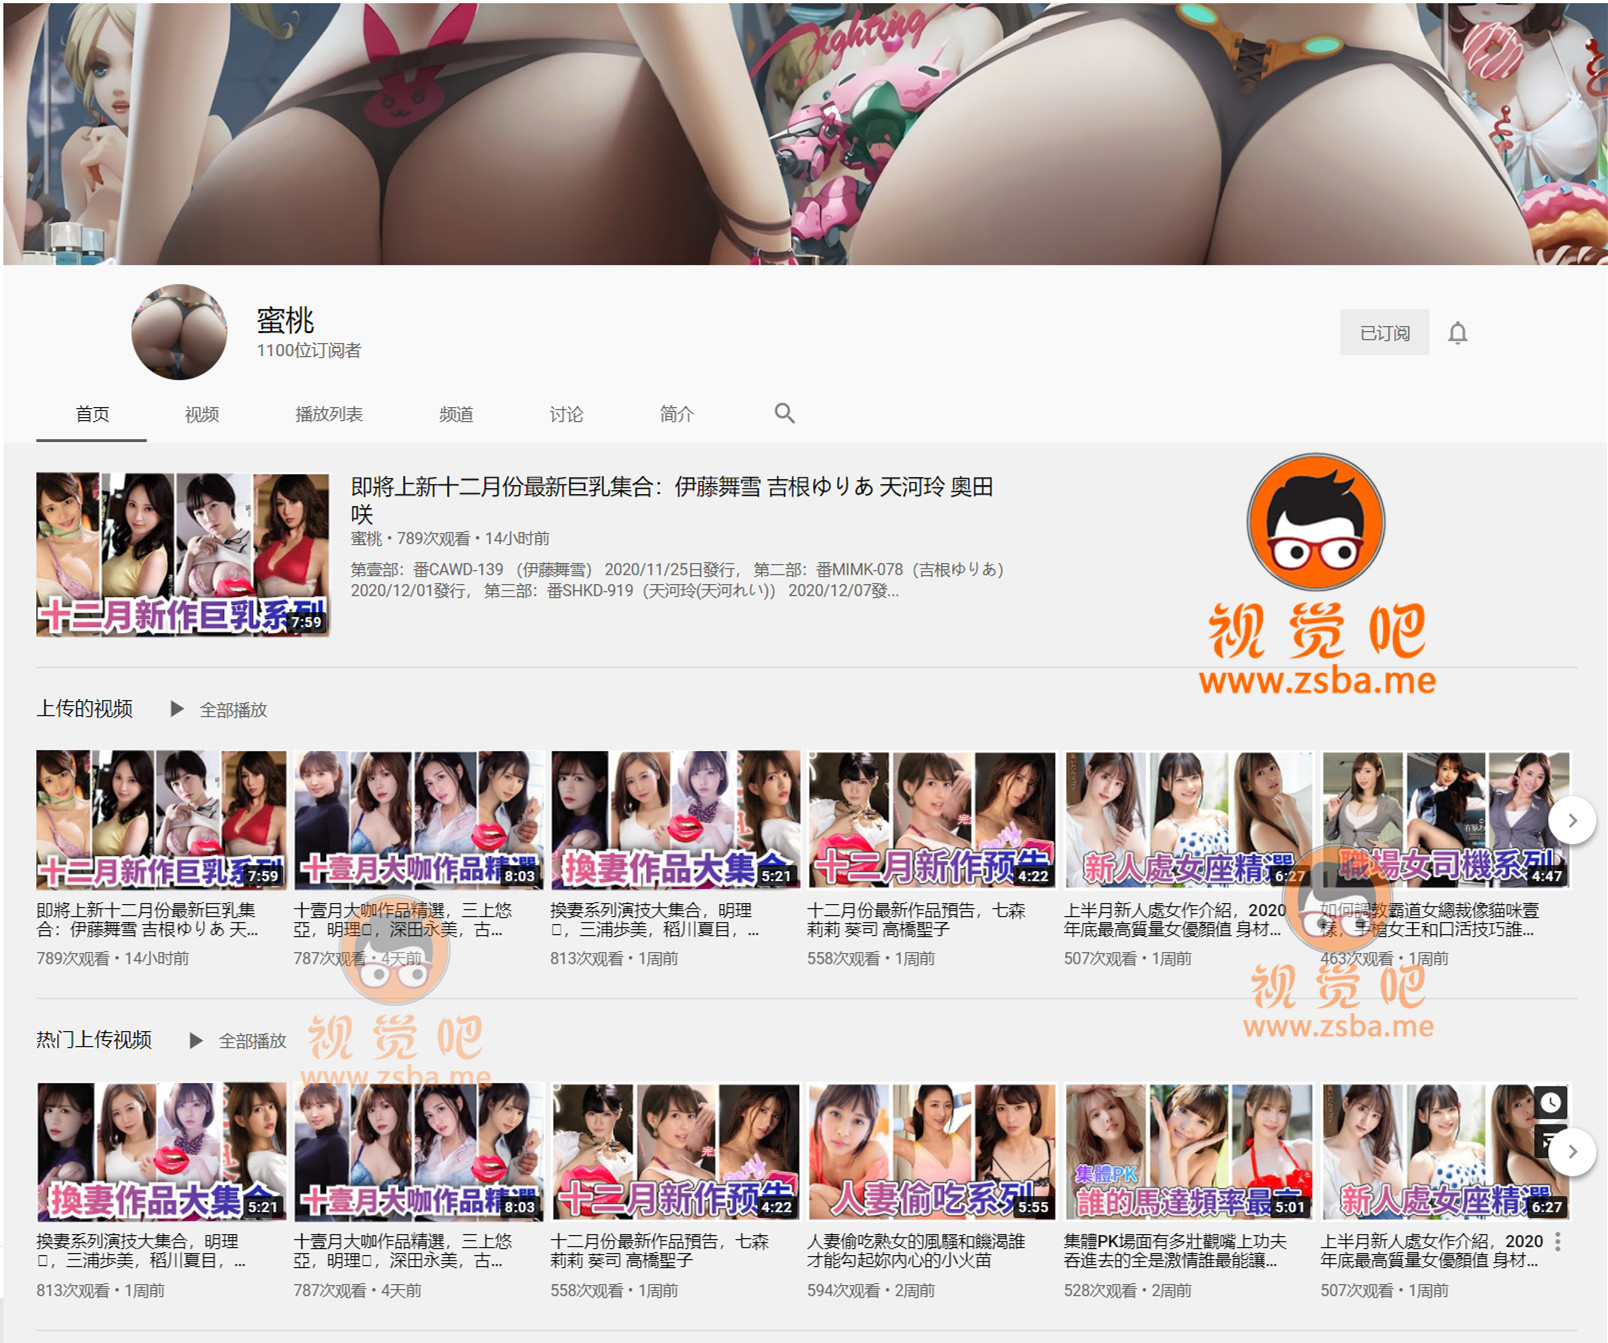 Fighting
蜜桃
1100位订阅者
已订阅
首页 视频 播放列表 频道 讨论 简介
即將上新十二月份最新巨乳集合：伊藤舞雪 吉根ゆりあ 天河玲 奧田
咲
蜜桃・789次观看・14小时前
第壹部：番CAWD-139 （伊藤舞雪） 2020/11/25日發行， 第二部：番MIMK-078（吉根ゆりあ）
2020/12/01發行， 第三部：番SHKD-919（天河玲(天河れい)） 2020/12/07發...
十二月新作巨乳系列
7:59
视觉吧
www.zsba.me
上传的视频 全部播放
十二月新作巨乳系列 7:59
十壹月大咖作品精選 8:03
換妻作品大集合 5:21
十二月新作预告 4:22
新人處女座精選 6:27
職場女司機系列 4:47
即將上新十二月份最新巨乳集
合：伊藤舞雪 吉根ゆりあ 天...
789次观看・14小时前
十壹月大咖作品精選，三上悠
亞，明理，深田永美，古...
787次观看・4天前
換妻系列演技大集合，明理
，三浦歩美，稻川夏目，...
813次观看・1周前
十二月份最新作品預告，七森
莉莉 葵司 高橋聖子
558次观看・1周前
上半月新人處女作介紹，2020
年底最高質量女優顏值 身材...
507次观看・1周前
如何調教霸道女總裁像貓咪壹
樣，手槍女王和口活技巧誰...
463次观看・1周前
视觉吧
www.zsba.me
视觉吧
www.zsba.me
热门上传视频 全部播放
換妻作品大集合 5:21
十壹月大咖作品精選 8:03
十二月新作预告 4:22
人妻偷吃系列 5:55
集體PK
誰的馬達頻率最高 5:01
新人處女座精選 6:27
換妻系列演技大集合，明理
，三浦歩美，稻川夏目，...
813次观看・1周前
十壹月大咖作品精選，三上悠
亞，明理，深田永美，古...
787次观看・4天前
十二月份最新作品預告，七森
莉莉 葵司 高橋聖子
558次观看・1周前
人妻偷吃熟女的風騷和饑渴誰
才能勾起妳內心的小火苗
594次观看・2周前
集體PK場面有多壯觀嘴上功夫
吞進去的全是激情誰最能讓...
528次观看・2周前
上半月新人處女作介紹，2020
年底最高質量女優顏值 身材...
507次观看・1周前